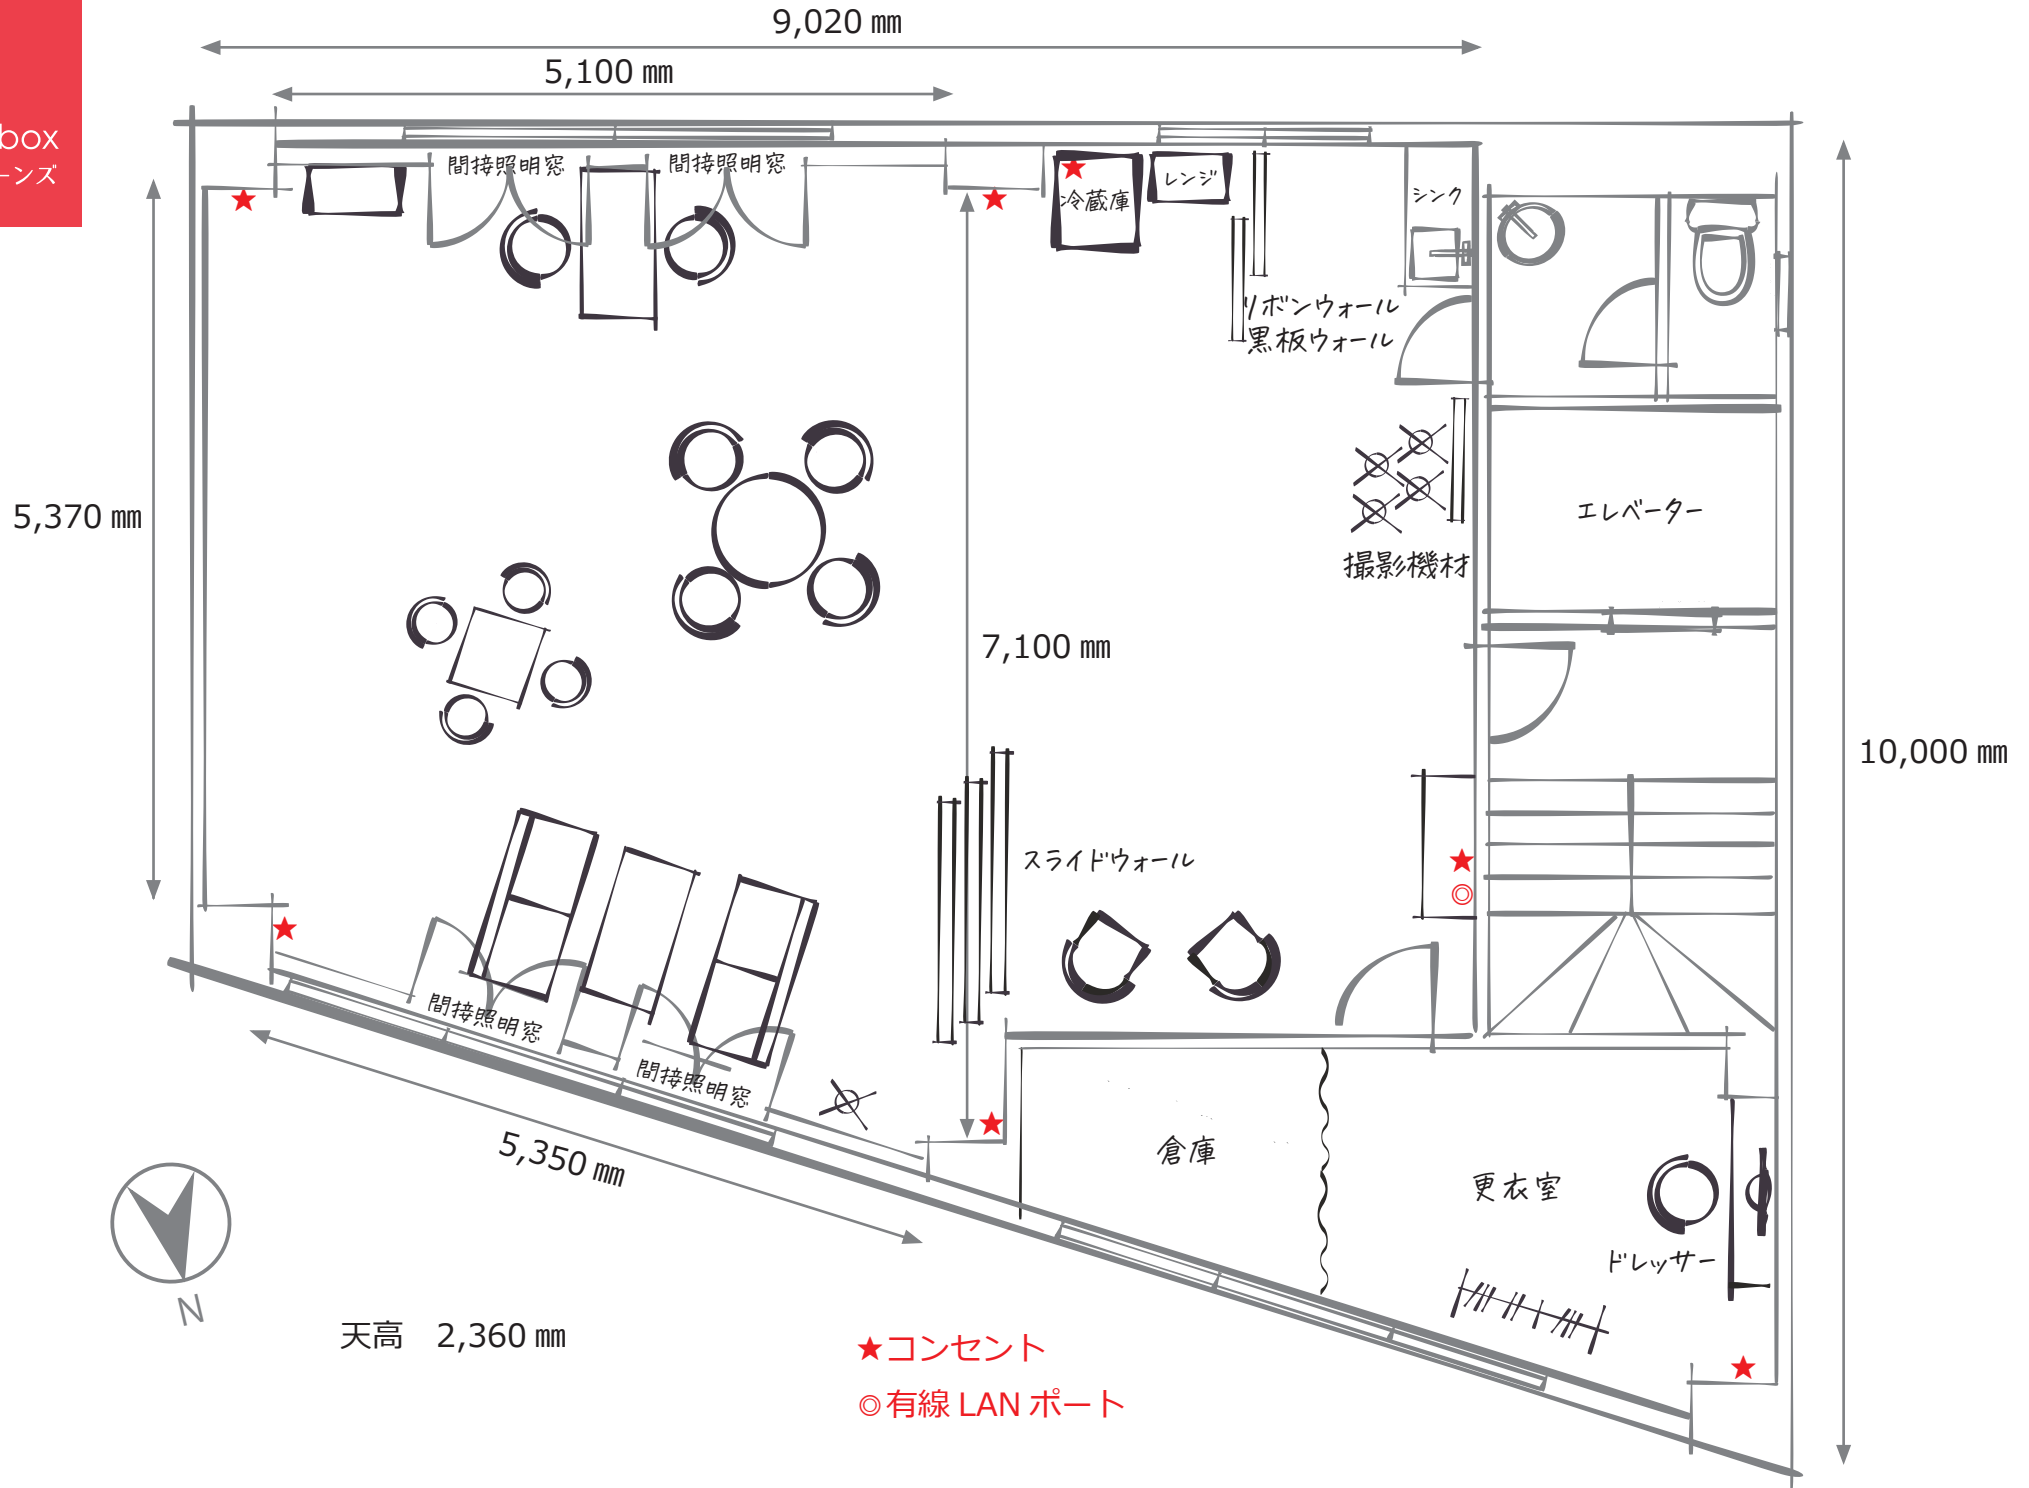 box
ーンズ
9,020 ㎜
5,100 ㎜
間接照明窓
間接照明窓
冷蔵庫
レンジ
シンク
リボンウォール
黒板ウォール
エレベーター
撮影機材
5,370 ㎜
7,100 ㎜
10,000 ㎜
スライドウォール
間接照明窓
間接照明窓
5,350 ㎜
倉庫
更衣室
ドレッサー
N
天高　2,360 ㎜
★コンセント
◎有線 LAN ポート